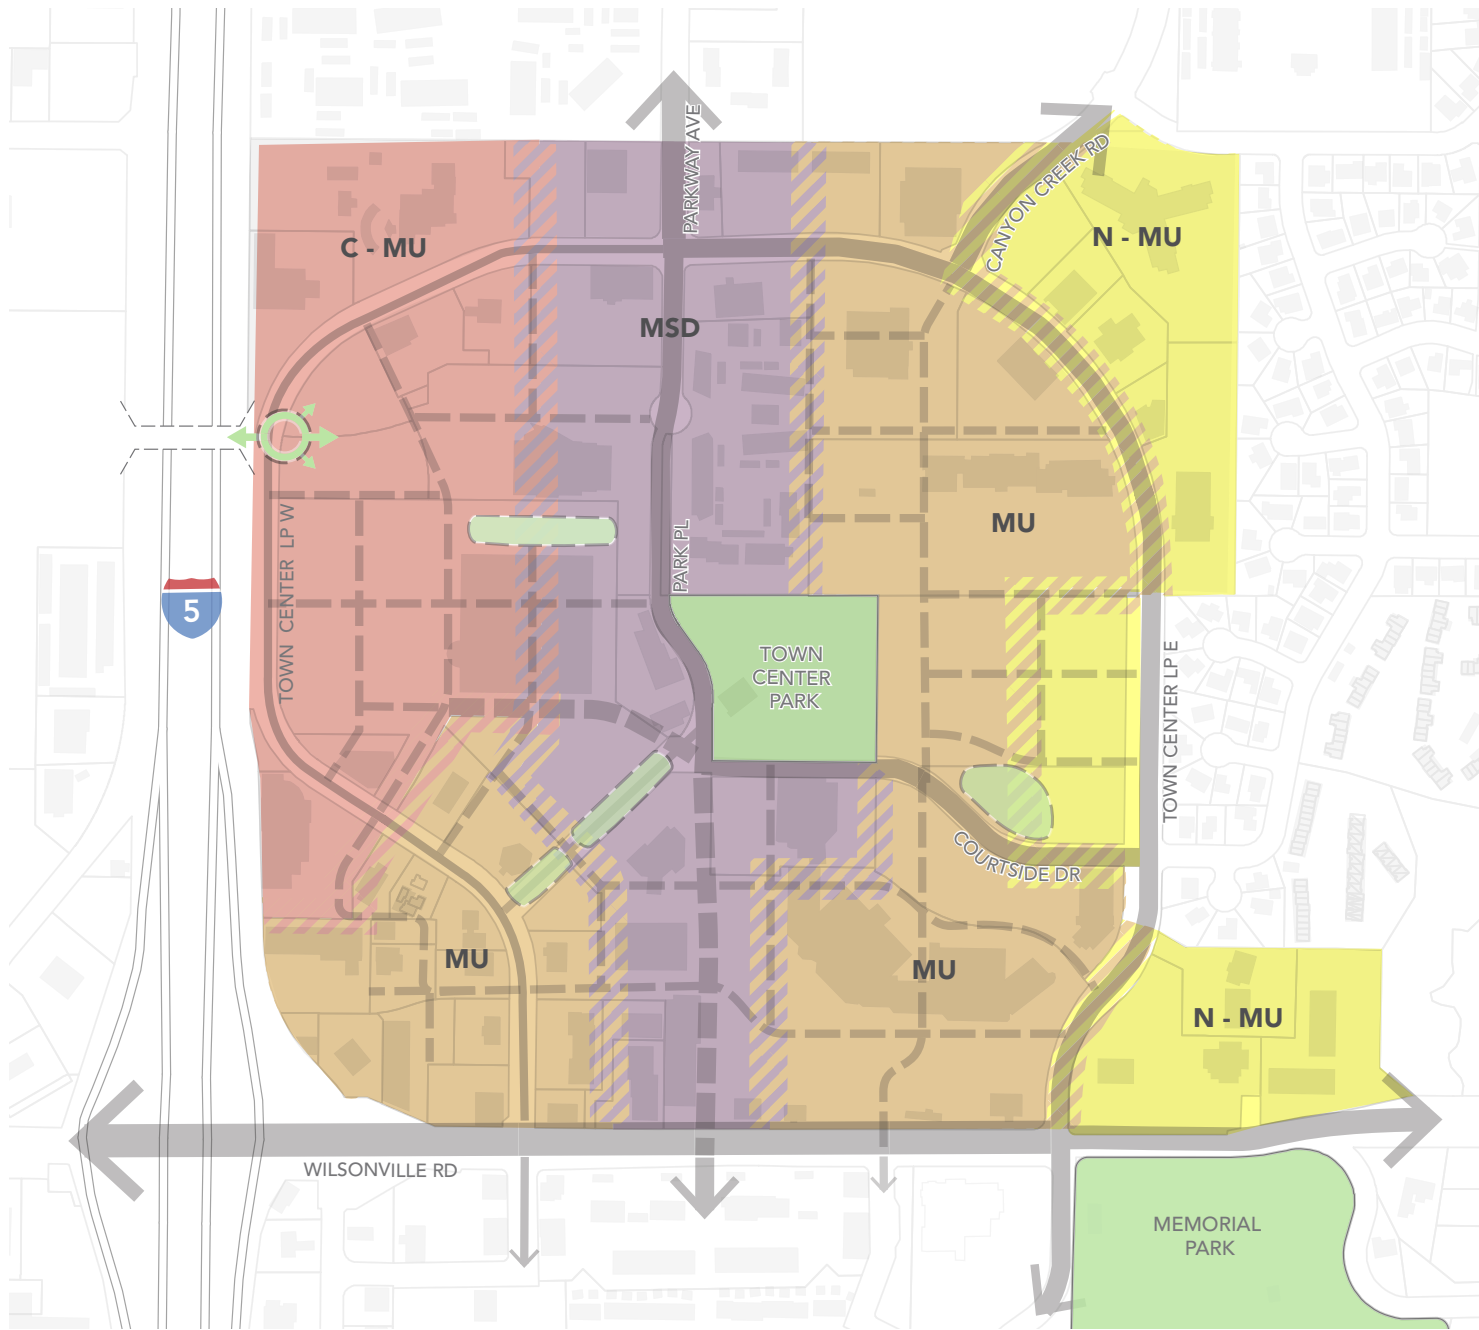 PARKWAY AVE
CANYON CREEK RD
C - MU
N - MU
MSD
MU
TOWN CENTER LP W
PARK PL
5
TOWN
CENTER
PARK
TOWN CENTER LP E
COURTSIDE DR
MU
MU
N - MU
WILSONVILLE RD
MEMORIAL
PARK